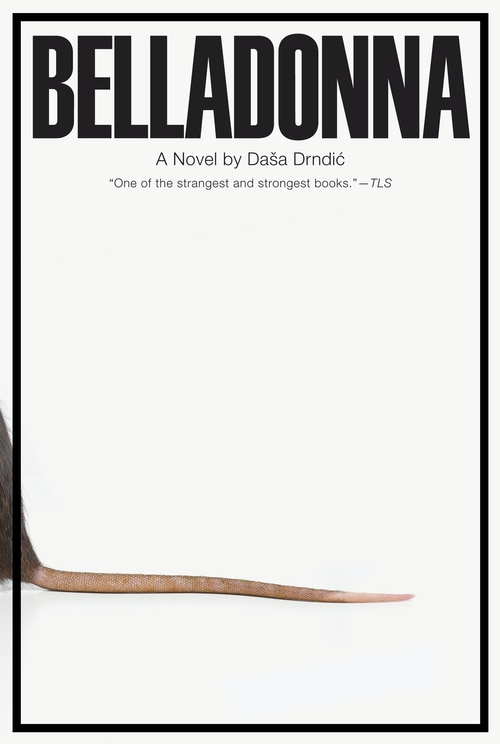 BELLADONNA
A Novel by Daša Drndić
“One of the strangest and strongest books.”—TLS